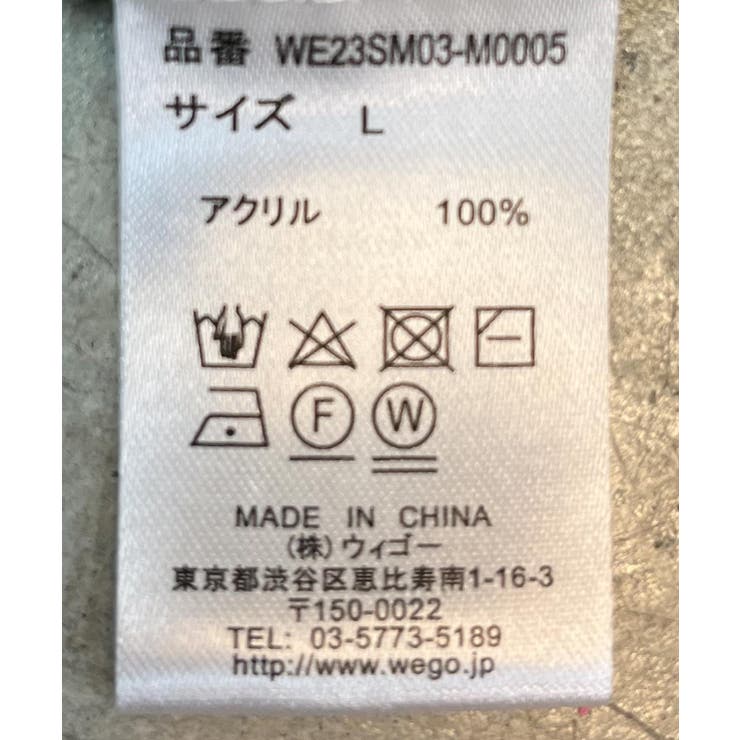 品番 WE23SM03-M0005
サイズ L
アクリル 100%
F W
MADE IN CHINA
(株)ウィゴー
東京都渋谷区恵比寿南1-16-3
〒150-0022
TEL: 03-5773-5189
http://www.wego.jp